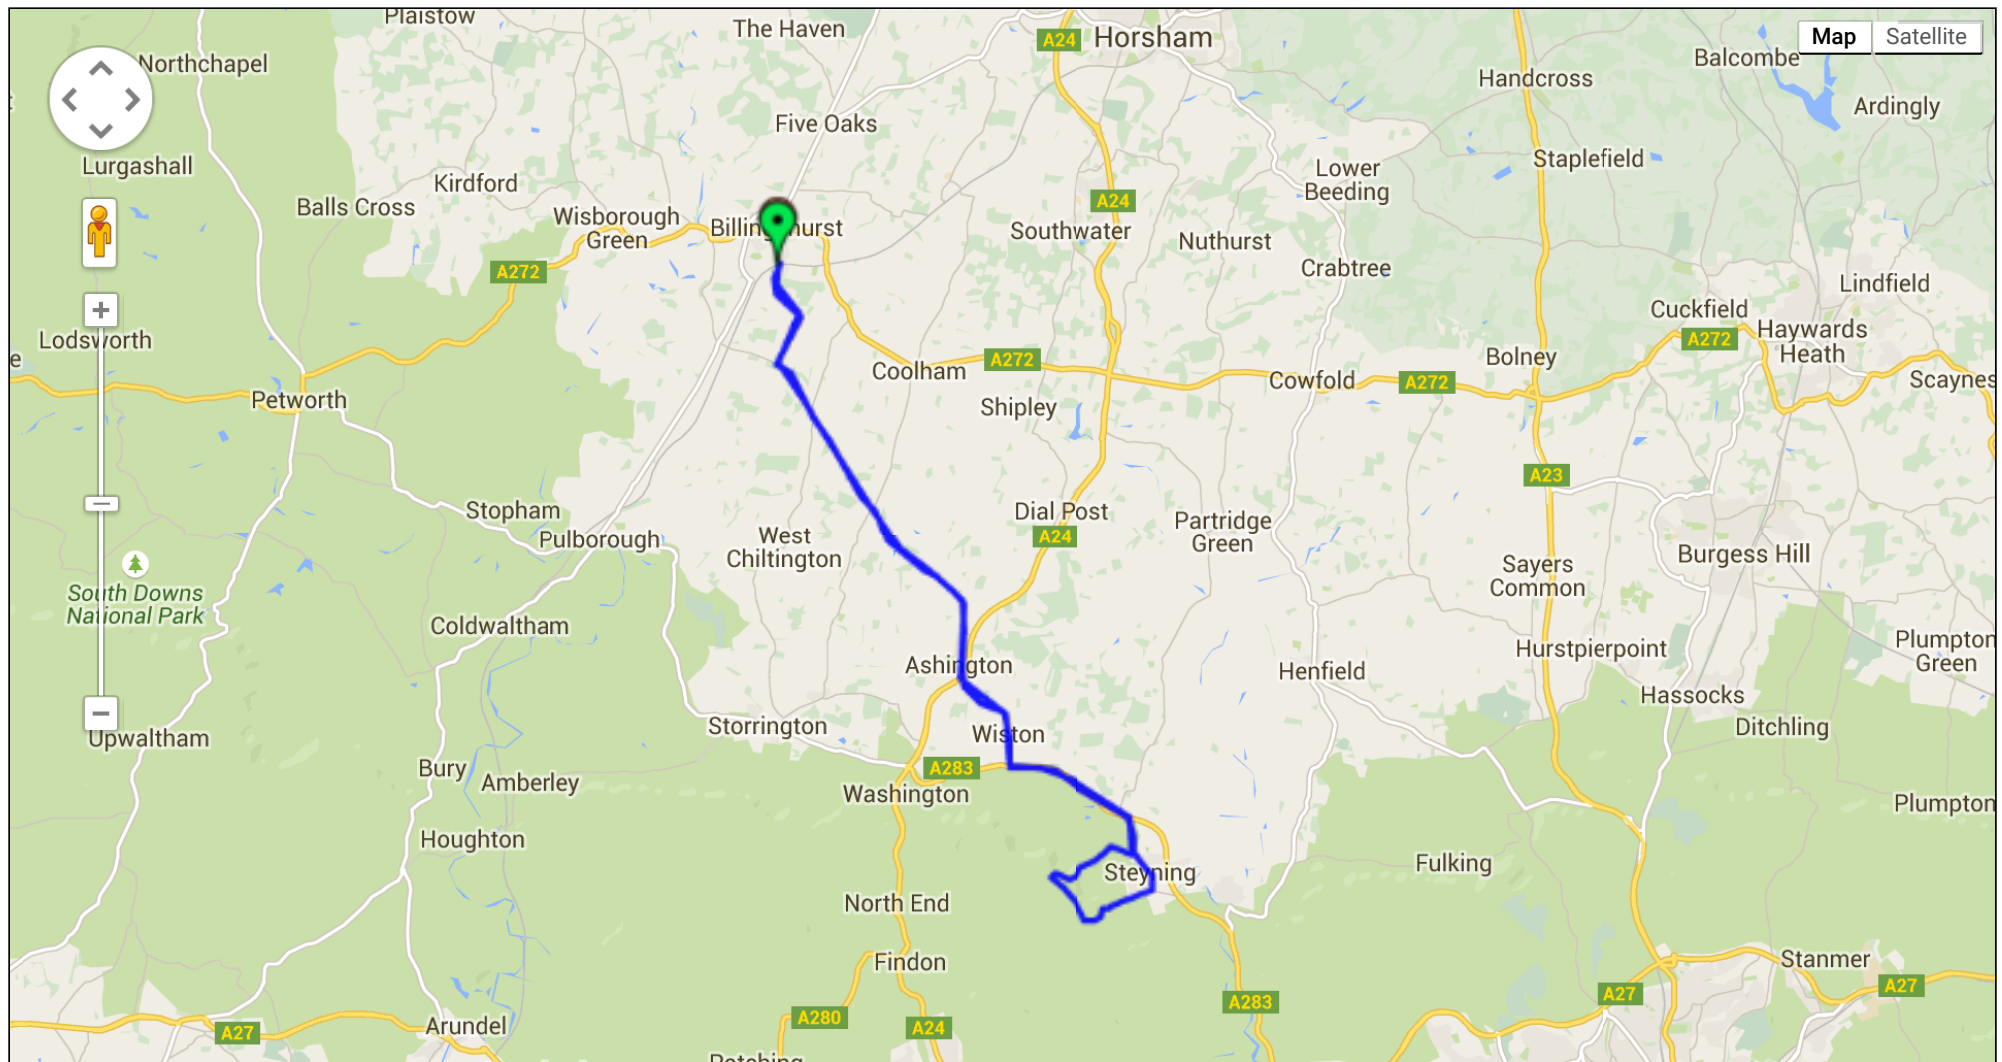 Plaistow
The Haven
A24
Horsham
Map
Satellite
Northchapel
Balcombe
Handcross
Ardingly
Five Oaks
Lurgashall
Kirdford
Lower
Beeding
Staplefield
Balls Cross
Wisborough
Green
Billingshurst
A24
Southwater
Nuthurst
Crabtree
A272
Lindfield
Cuckfield
Lodsworth
A272
Haywards
Heath
Coolham
A272
Bolney
Cowfold
A272
Scaynes
Petworth
Shipley
A23
Stopham
Dial Post
Partridge
Green
Pulborough
West
Chiltington
A24
Burgess Hill
Sayers
Common
South Downs
National Park
Coldwaltham
Hurstpierpoint
Plumpton
Green
Ashington
Henfield
Hassocks
Storrington
Wiston
Ditchling
Upwaltham
Bury
A283
Amberley
Washington
Plumpton
Houghton
Steyning
Fulking
North End
Findon
Stanmer
A27
A27
A283
A280
A24
A27
Arundel